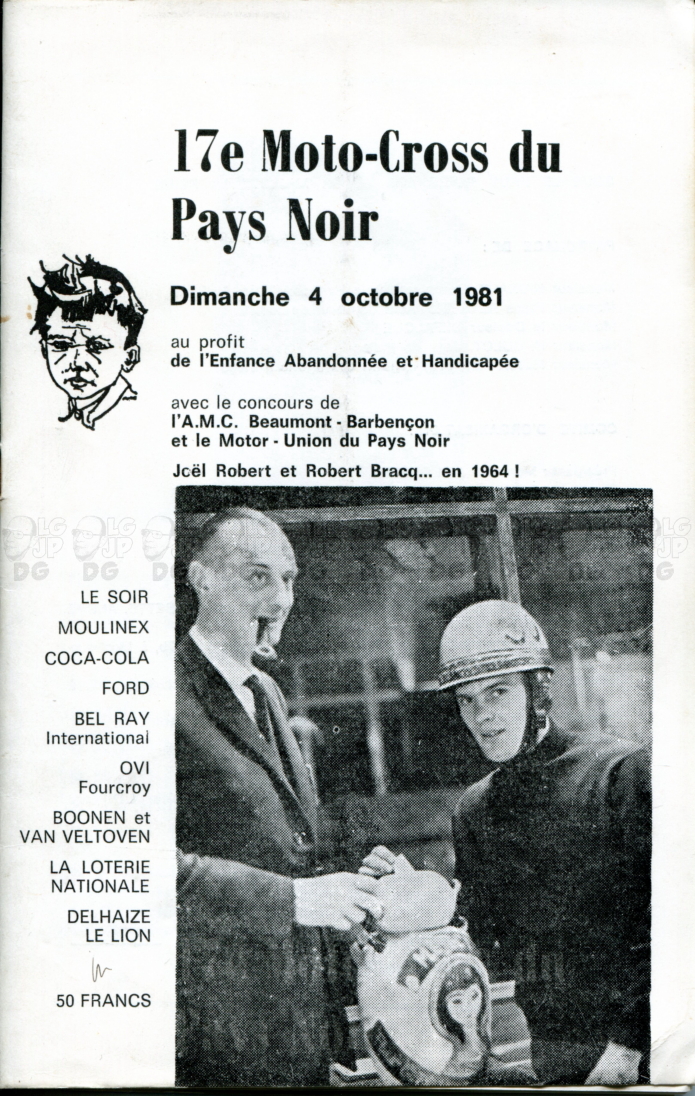 17e Moto-Cross du
Pays Noir
Dimanche 4 octobre 1981
au profit
de l'Enfance Abandonnée et Handicapée
avec le concours de
l'A.M.C. Beaumont - Barbençon
et le Motor - Union du Pays Noir
Joël Robert et Robert Bracq... en 1964 !
LE SOIR
MOULINEX
COCA-COLA
FORD
BEL RAY
International
OVI
Fourcroy
BOONEN et
VAN VELTOVEN
LA LOTERIE
NATIONALE
DELHAIZE
LE LION
50 FRANCS
LG
JP
DG